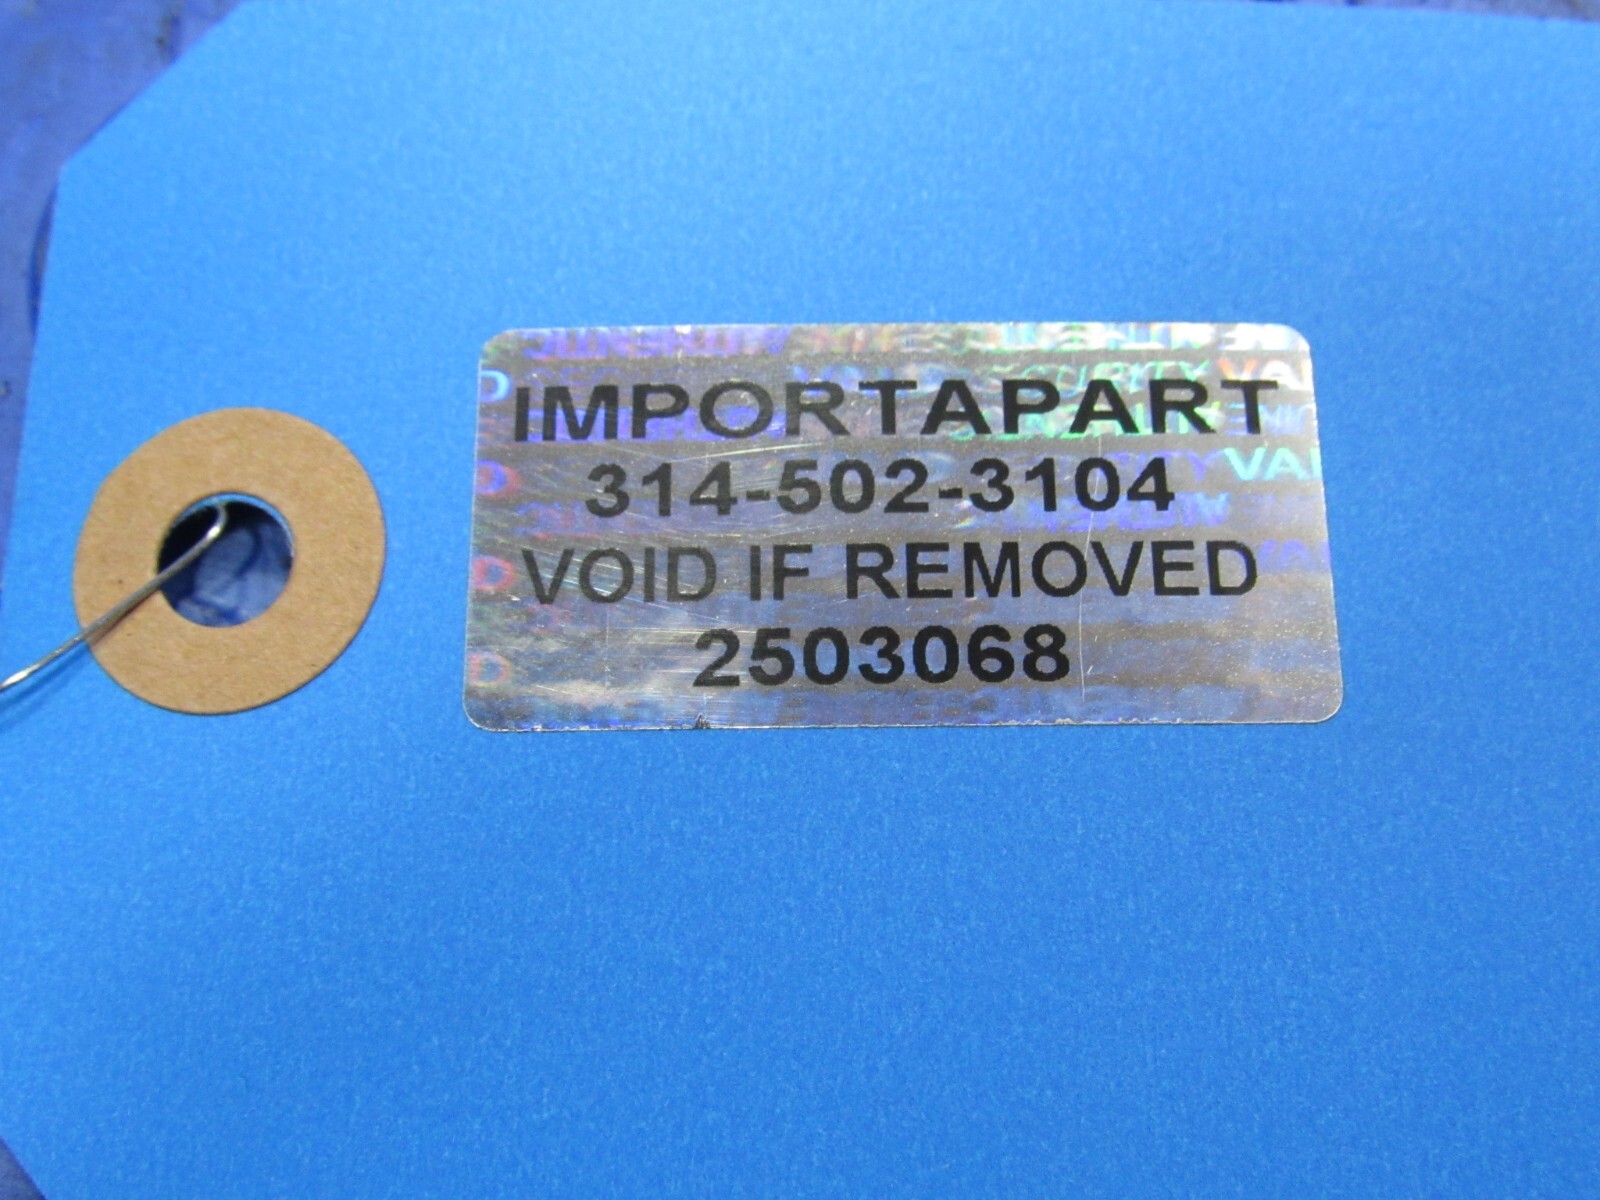 IMPORTAPART
314-502-3104
VOID IF REMOVED
2503068